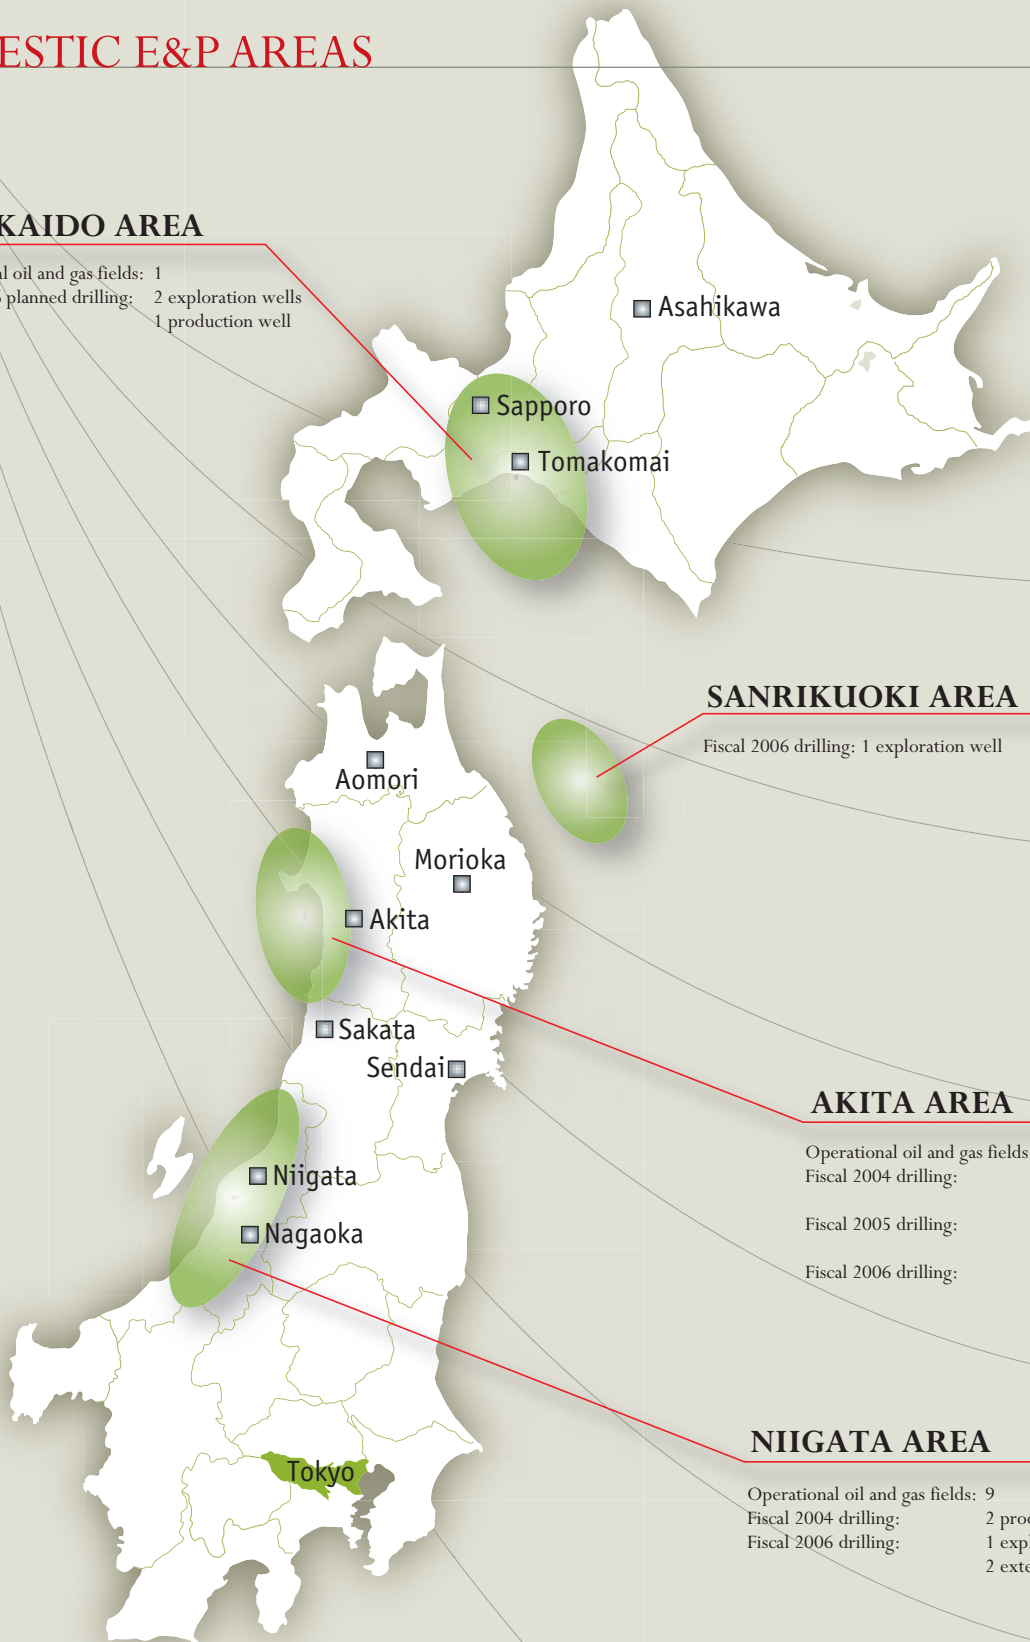 ESTIC E&P AREAS
KAIDO AREA
al oil and gas fields: 1
planned drilling: 2 exploration wells
1 production well
Asahikawa
Sapporo
Tomakomai
SANRIKUOKI AREA
Fiscal 2006 drilling: 1 exploration well
Aomori
Morioka
Akita
Sakata
Sendai
AKITA AREA
Operational oil and gas fields
Fiscal 2004 drilling:
Fiscal 2005 drilling:
Fiscal 2006 drilling:
Niigata
Nagaoka
NIIGATA AREA
Operational oil and gas fields: 9
Fiscal 2004 drilling: 2 pro
Fiscal 2006 drilling: 1 expl
2 exte
Tokyo